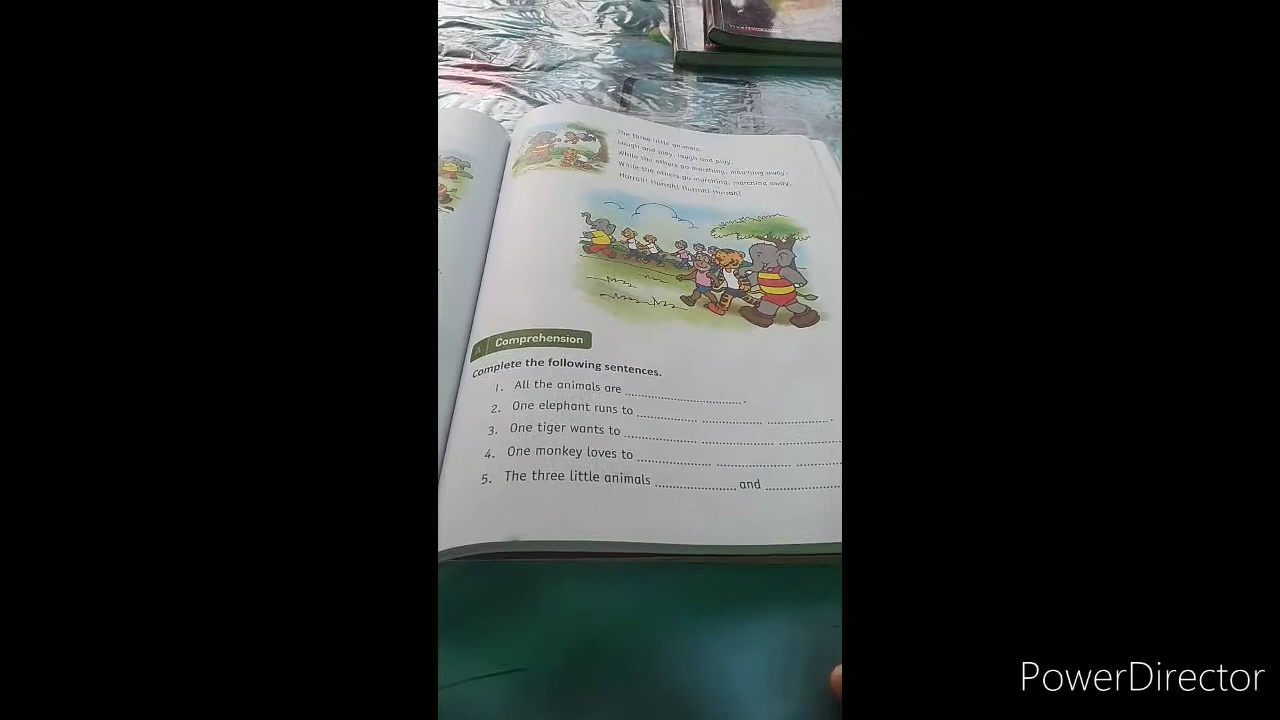 The three little animals,
Laugh and play, laugh and play.
While the others go marching, marching away,
While the others go marching, marching away.
Hurrah! Hurrah! Hurrah! Hurrah!
A Comprehension
Complete the following sentences.
1. All the animals are ........................
2. One elephant runs to ............ ............ ............
3. One tiger wants to ............ ............ ............
4. One monkey loves to ............ ............ ............
5. The three little animals ............ and ............
PowerDirector